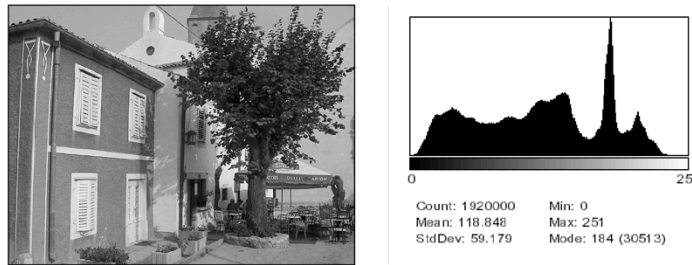 0
25
Count: 1920000 Min: 0
Mean: 118.848 Max: 251
StdDev: 59.179 Mode: 184 (30513)